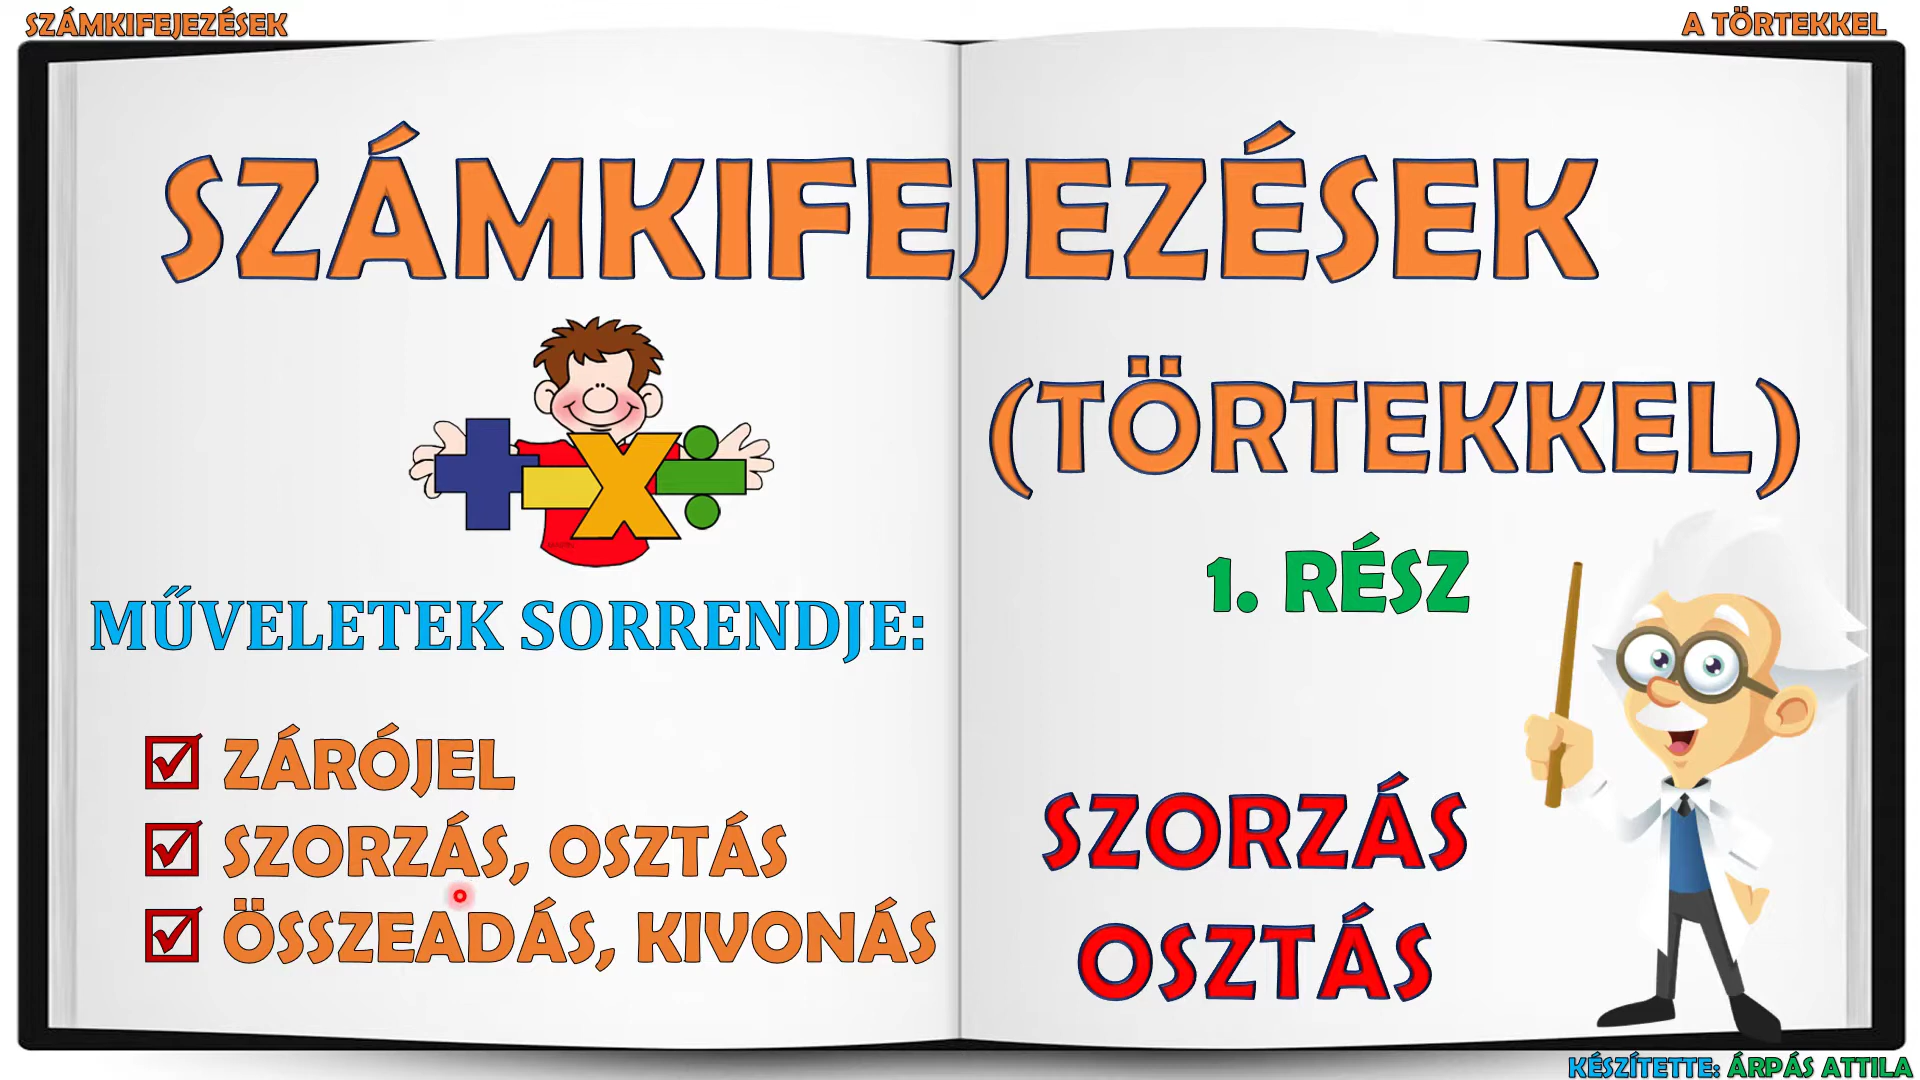 SZÁMKIFEJEZÉSEK
A TÖRTEKKEL
SZÁMKIFEJEZÉSEK
(TÖRTEKKEL)
1. RÉSZ
MŰVELETEK SORRENDJE:
ZÁRÓJEL
SZORZÁS, OSZTÁS
ÖSSZEADÁS, KIVONÁS
SZORZÁS
OSZTÁS
KÉSZÍTETTE: ÁRPÁS ATTILA